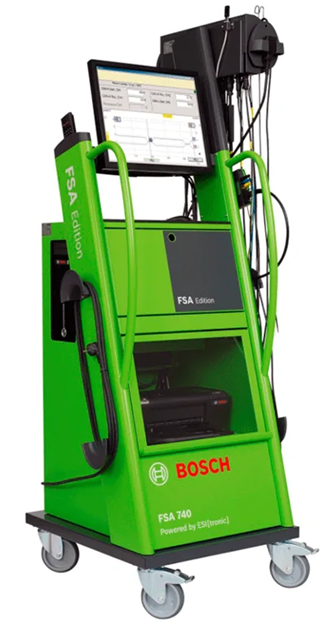 FSA Edition
FSA Edition
BOSCH
FSA 740
Powered by ESI[tronic]